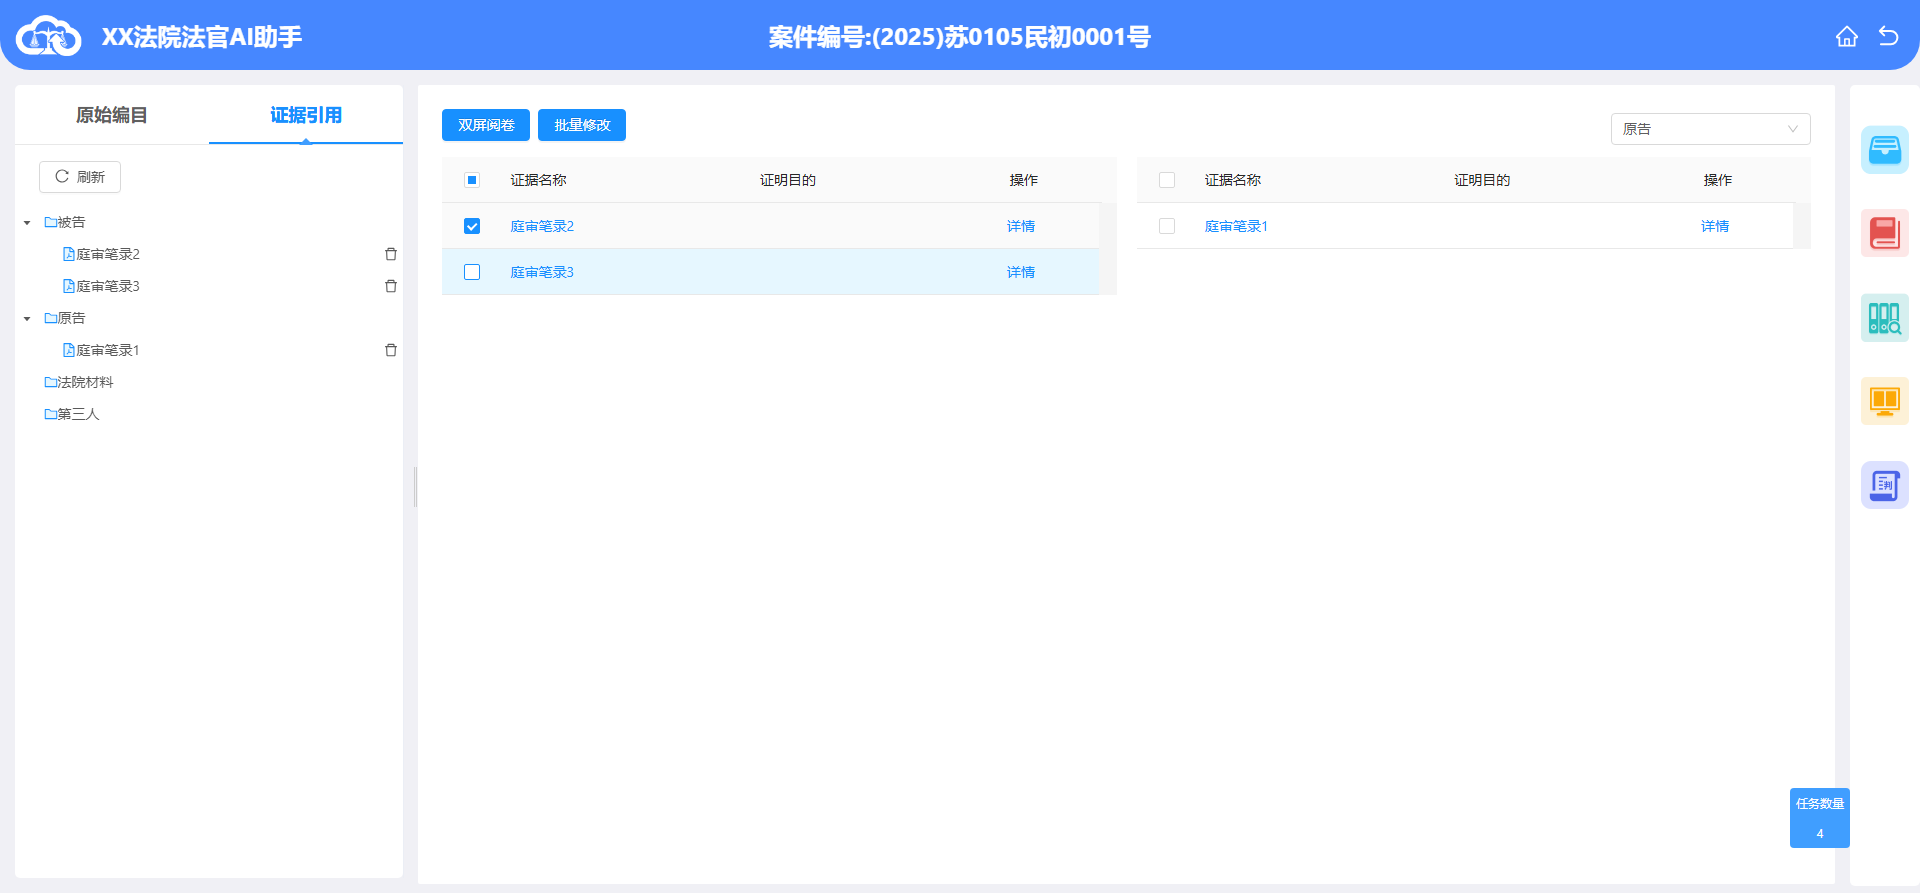 XX法院法官AI助手
案件编号:(2025)苏0105民初0001号
原始编目 证据引用
刷新
被告
庭审笔录2
庭审笔录3
原告
庭审笔录1
法院材料
第三人
双屏阅卷 批量修改
原告
证据名称 证明目的 操作
庭审笔录2 详情
庭审笔录3 详情
证据名称 证明目的 操作
庭审笔录1 详情
判
任务数量
4